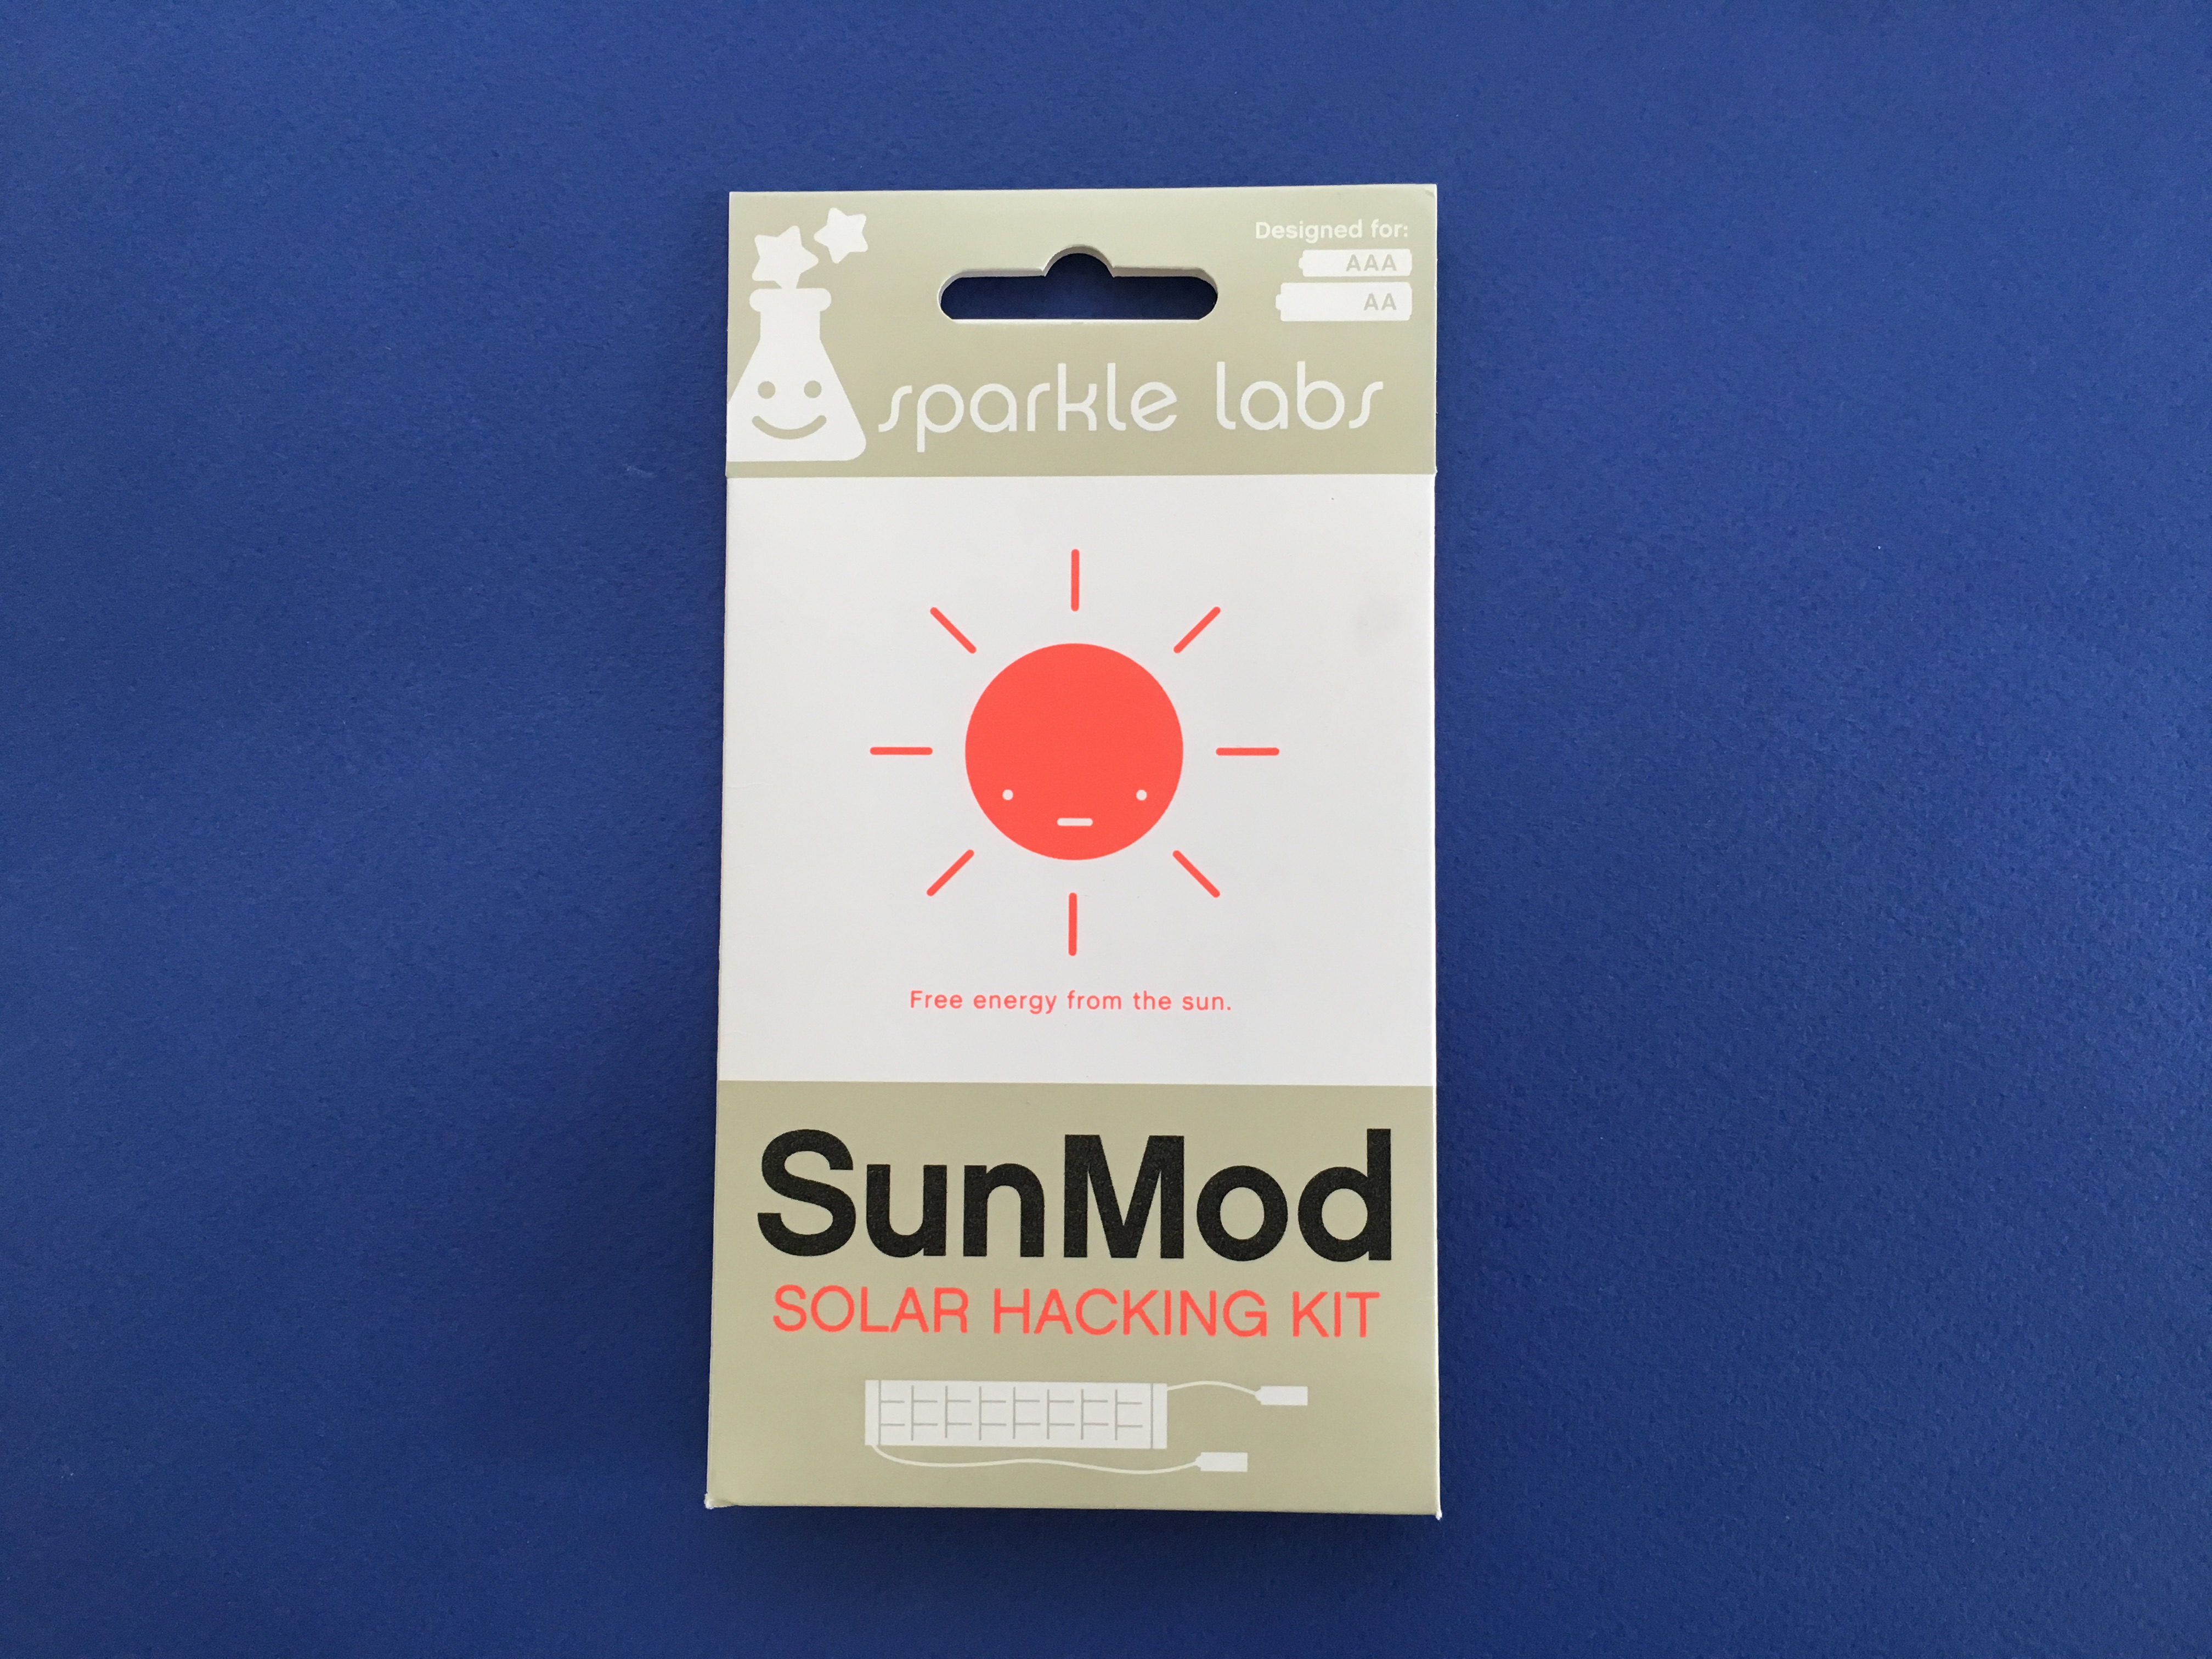 Designed for:
AAA
AA
sparkle labs
Free energy from the sun.
SunMod
SOLAR HACKING KIT